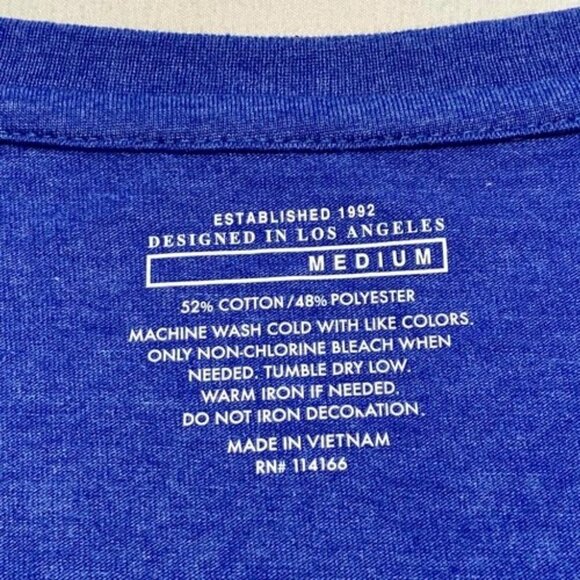 ESTABLISHED 1992
DESIGNED IN LOS ANGELES
MEDIUM
52% COTTON/48% POLYESTER
MACHINE WASH COLD WITH LIKE COLORS.
ONLY NON-CHLORINE BLEACH WHEN
NEEDED. TUMBLE DRY LOW.
WARM IRON IF NEEDED.
DO NOT IRON DECORATION.
MADE IN VIETNAM
RN# 114166